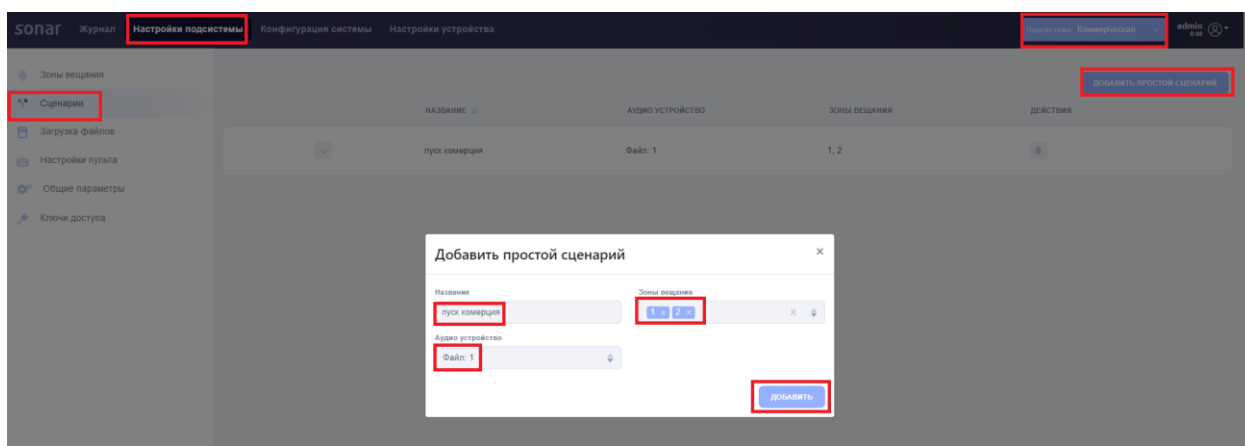 sonar Журнал Настройки подсистемы Конфигурация системы Настройки устройства Подсистема: Коммерческая admin
Зоны вещания
ДОБАВИТЬ ПРОСТОЙ СЦЕНАРИЙ
Сценарии
НАЗВАНИЕ АУДИО УСТРОЙСТВО ЗОНЫ ВЕЩАНИЯ ДЕЙСТВИЯ
Загрузка файлов
пуск комерция Файл: 1 1, 2
Настройки пульта
Общие параметры
Ключи доступа
Добавить простой сценарий ×
Название Зоны вещания
пуск комерция 1 × 2 × ×
Аудио устройство
Файл: 1
ДОБАВИТЬ